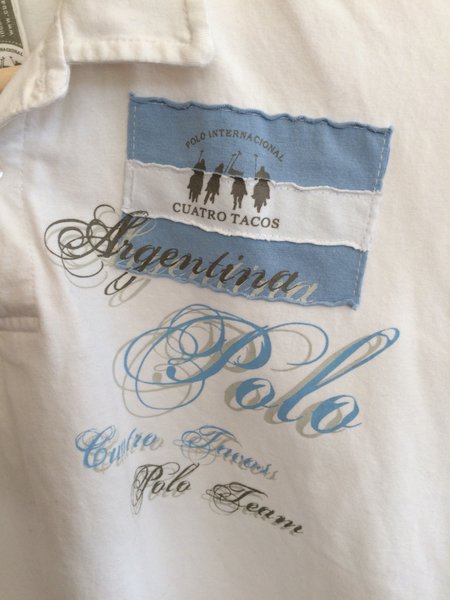 POLO INTERNACIONAL
CUATRO TACOS
Argentina
Polo
Cuatro Tacos
Polo Team